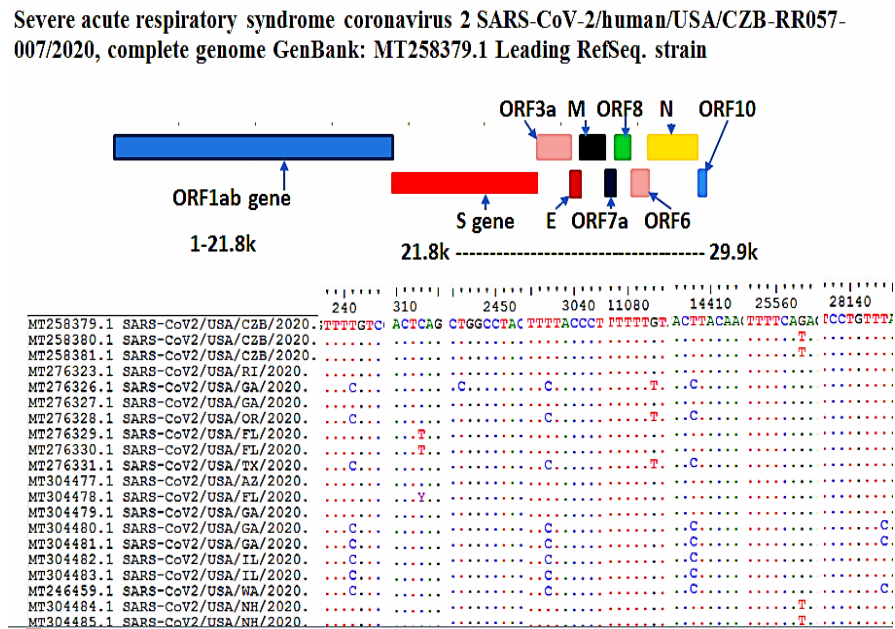 Severe acute respiratory syndrome coronavirus 2 SARS-CoV-2/human/USA/CZB-RR057-
007/2020, complete genome GenBank: MT258379.1 Leading RefSeq. strain
ORF3a M ORF8 N ORF10
ORF1ab gene
S gene E ORF7a ORF6
1-21.8k
21.8k ---------------------------------- 29.9k
240 310 2450 3040 11080 14410 25560 28140
MT258379.1 SARS-CoV2/USA/CZB/2020. TTTTGTC ACTCAG CTGGCCTAC TTTTACCCT TTTTTGT ACTTACAA TTTTCAGAG TCCTGTTTA
MT258380.1 SARS-CoV2/USA/CZB/2020. T
MT258381.1 SARS-CoV2/USA/CZB/2020. T
MT276323.1 SARS-CoV2/USA/RI/2020.
MT276326.1 SARS-CoV2/USA/GA/2020. C C C T C
MT276327.1 SARS-CoV2/USA/GA/2020.
MT276328.1 SARS-CoV2/USA/OR/2020. C C T C
MT276329.1 SARS-CoV2/USA/FL/2020. T
MT276330.1 SARS-CoV2/USA/FL/2020. T
MT276331.1 SARS-CoV2/USA/TX/2020. C C T C
MT304477.1 SARS-CoV2/USA/AZ/2020.
MT304478.1 SARS-CoV2/USA/FL/2020. Y
MT304479.1 SARS-CoV2/USA/GA/2020.
MT304480.1 SARS-CoV2/USA/GA/2020. C C C C
MT304481.1 SARS-CoV2/USA/GA/2020. C C C C
MT304482.1 SARS-CoV2/USA/IL/2020. C C C
MT304483.1 SARS-CoV2/USA/IL/2020. C C C
MT246459.1 SARS-CoV2/USA/WA/2020. C C C C
MT304484.1 SARS-CoV2/USA/NH/2020. T
MT304485.1 SARS-CoV2/USA/NH/2020. T